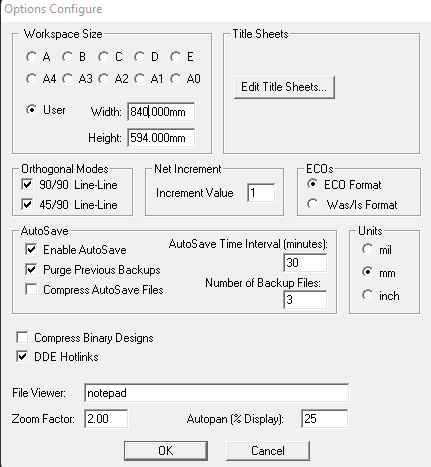 Options Configure
Workspace Size
A B C D E
A4 A3 A2 A1 A0
User Width: 840.000mm
Height: 594.000mm
Title Sheets
Edit Title Sheets...
Orthogonal Modes
90/90 Line-Line
45/90 Line-Line
Net Increment
Increment Value 1
ECOs
ECO Format
Was/Is Format
AutoSave
Enable AutoSave
Purge Previous Backups
Compress AutoSave Files
AutoSave Time Interval (minutes):
30
Number of Backup Files:
3
Units
mil
mm
inch
Compress Binary Designs
DDE Hotlinks
File Viewer: notepad
Zoom Factor: 2.00 Autopan (% Display): 25
OK Cancel